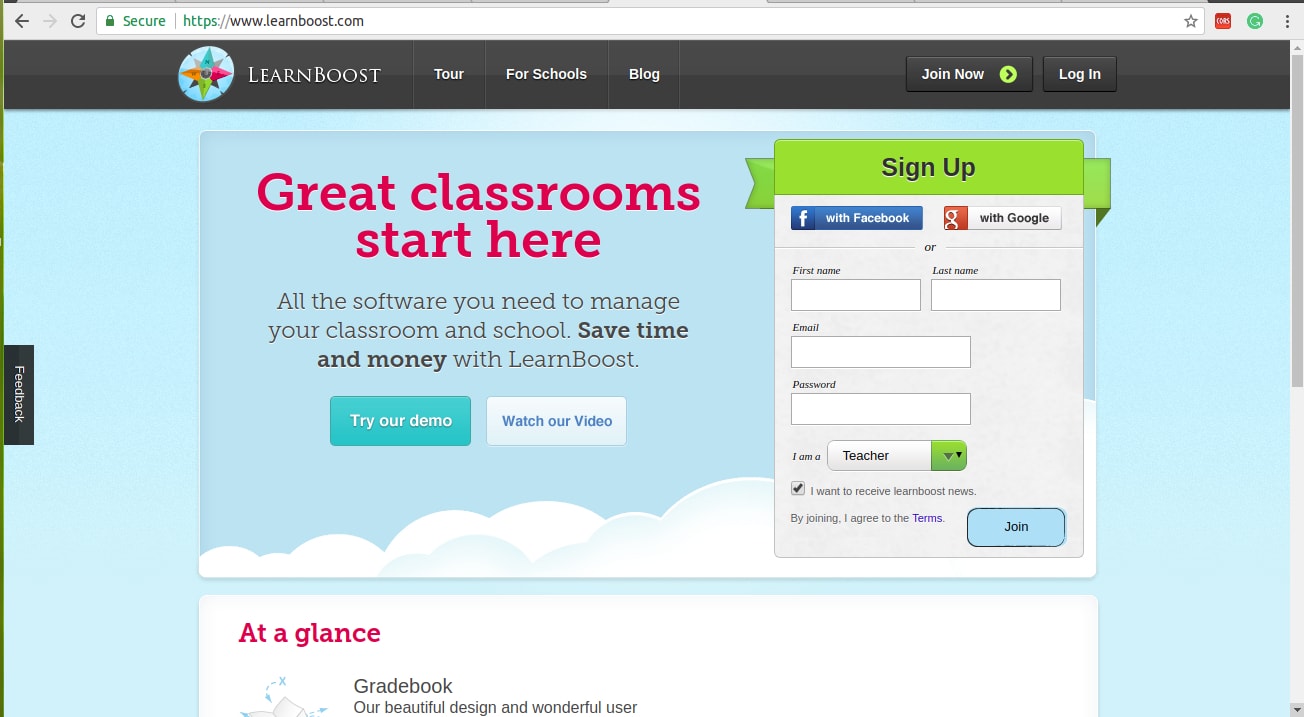 Secure
https://www.learnboost.com
CORS
LEARNBOOST
Tour
For Schools
Blog
Join Now
Log In
Great classrooms
start here
All the software you need to manage
your classroom and school. Save time
and money with LearnBoost.
Try our demo
Watch our Video
Feedback
Sign Up
f with Facebook
g with Google
or
First name
Last name
Email
Password
I am a
Teacher
I want to receive learnboost news.
By joining, I agree to the Terms.
Join
At a glance
X
Gradebook
Our beautiful design and wonderful user